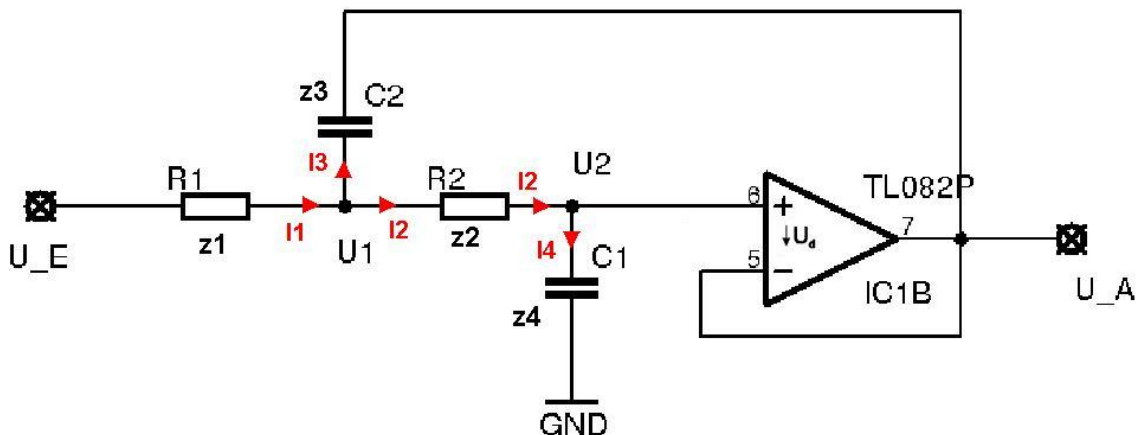 z3
C2
I3
R1
R2
I2
U2
TL082P
6
+
↓U_d
7
5
−
I1
I2
I4
z1
U1
z2
C1
U_E
z4
IC1B
U_A
GND